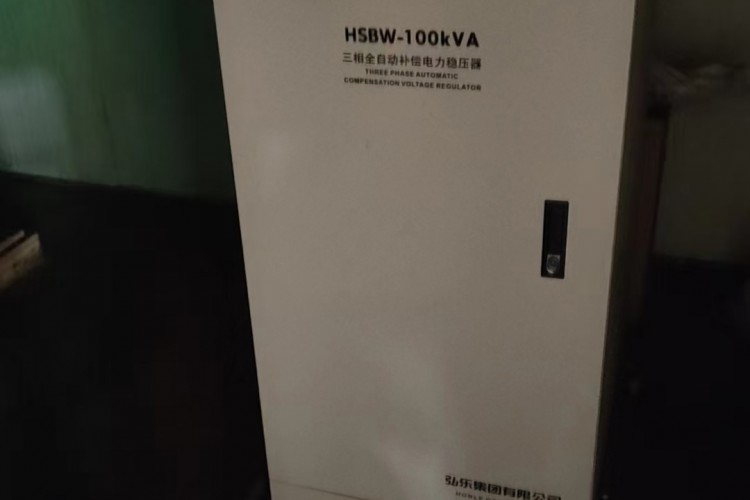 HSBW-100kVA
三相全自动补偿电力稳压器
THREE PHASE AUTOMATIC
COMPENSATION VOLTAGE REGULATOR
弘乐集团有限公司